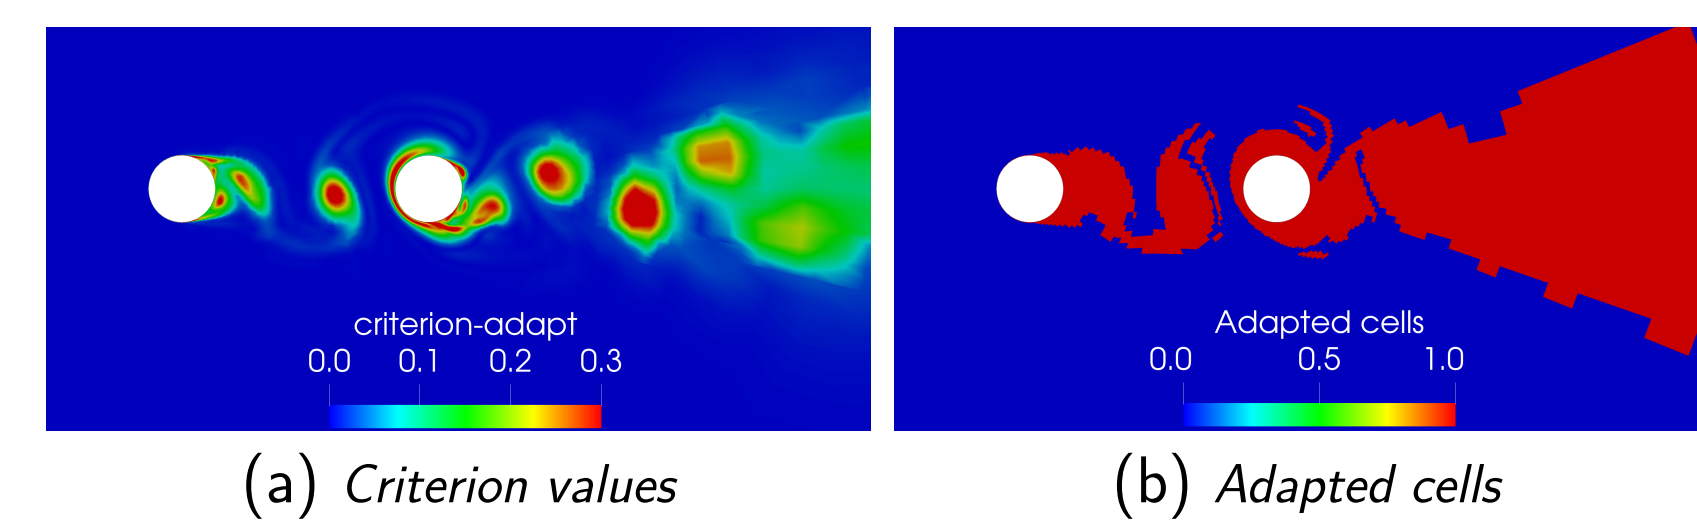 criterion-adapt
0.0 0.1 0.2 0.3
(a) Criterion values
Adapted cells
0.0 0.5 1.0
(b) Adapted cells